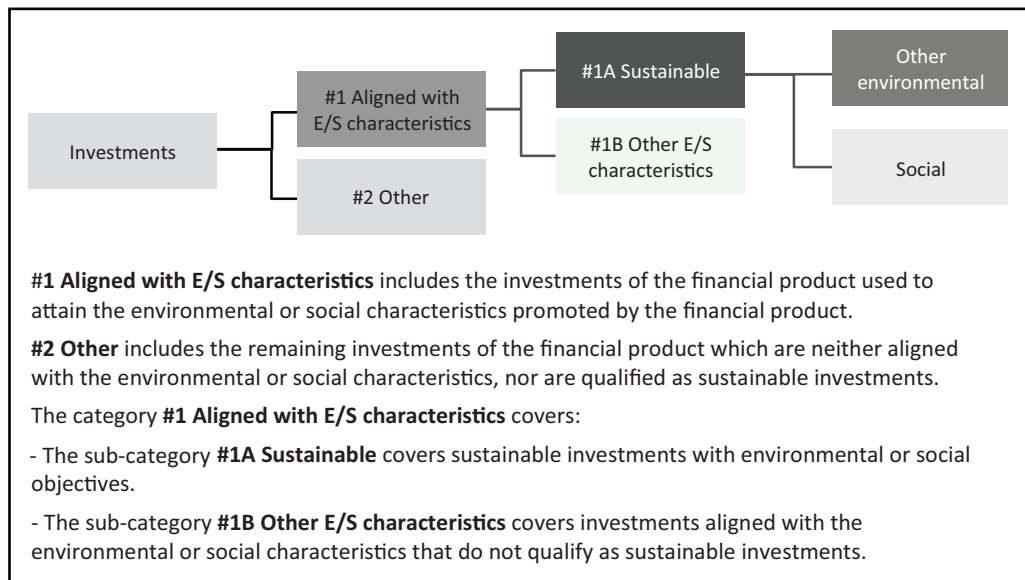 Investments
#1 Aligned with
E/S characteristics
#2 Other
#1A Sustainable
#1B Other E/S
characteristics
Other
environmental
Social
#1 Aligned with E/S characteristics includes the investments of the financial product used to
attain the environmental or social characteristics promoted by the financial product.
#2 Other includes the remaining investments of the financial product which are neither aligned
with the environmental or social characteristics, nor are qualified as sustainable investments.
The category #1 Aligned with E/S characteristics covers:
- The sub-category #1A Sustainable covers sustainable investments with environmental or social
objectives.
- The sub-category #1B Other E/S characteristics covers investments aligned with the
environmental or social characteristics that do not qualify as sustainable investments.